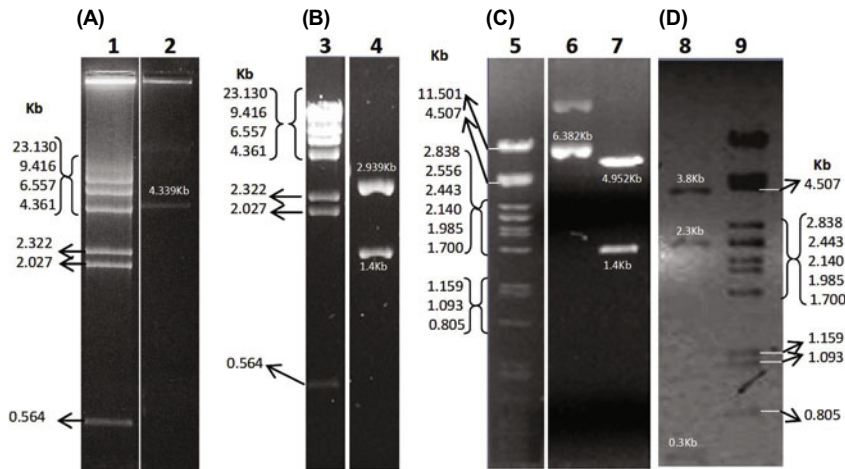 (A)
(B)
(C)
(D)
1 2
3 4
5
6 7
8 9
Kb
23.130
9.416
6.557
4.361
2.322
2.027
0.564
4.339Kb
Kb
23.130
9.416
6.557
4.361
2.322
2.027
0.564
2.939Kb
1.4Kb
Kb
11.501
4.507
2.838
2.556
2.443
2.140
1.985
1.700
1.159
1.093
0.805
6.382Kb
4.952Kb
1.4Kb
3.8Kb
2.3Kb
0.3Kb
Kb
4.507
2.838
2.443
2.140
1.985
1.700
1.159
1.093
0.805